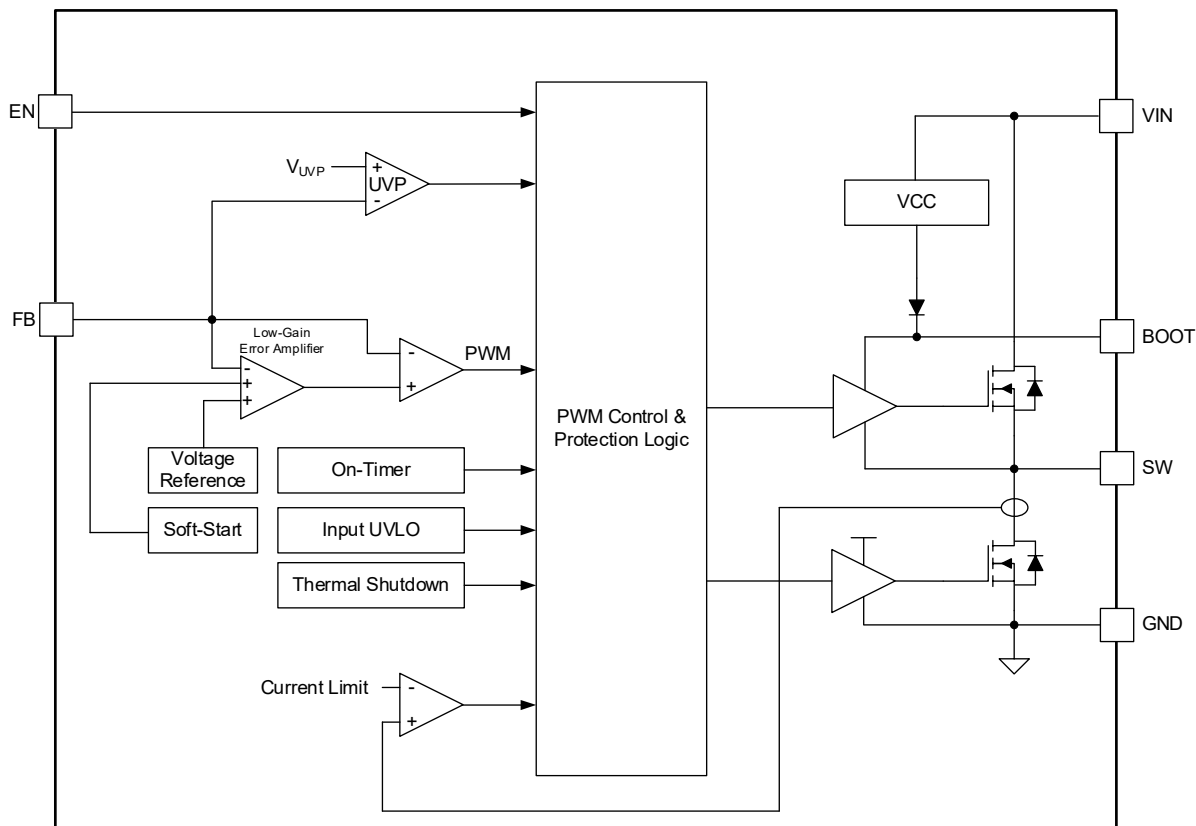 EN
VIN
VUVP
+
UVP
-
VCC
FB
Low-Gain
Error Amplifier
-
+
+
-
+
PWM
BOOT
PWM Control &
Protection Logic
Voltage
Reference
On-Timer
SW
Soft-Start
Input UVLO
Thermal Shutdown
GND
Current Limit
-
+